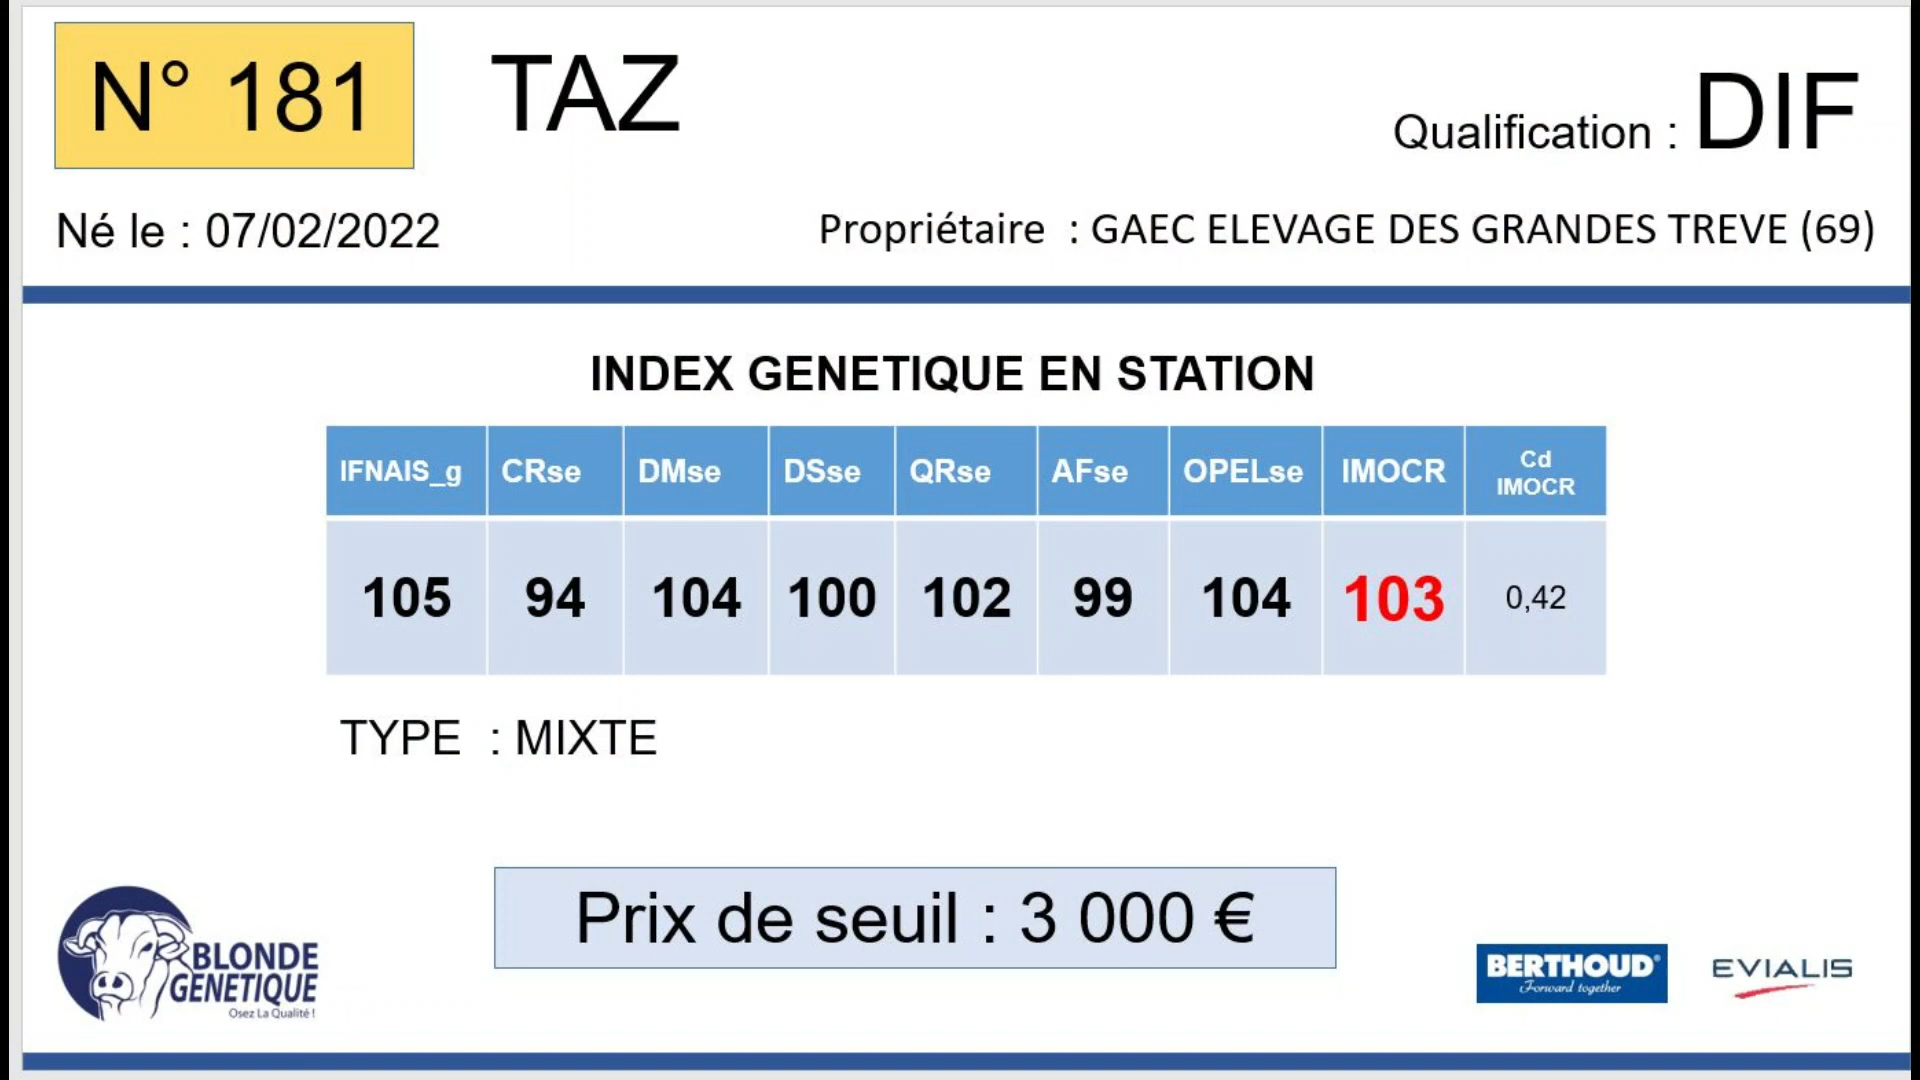 N° 181
TAZ
Qualification : DIF
Né le : 07/02/2022
Propriétaire : GAEC ELEVAGE DES GRANDES TREVE (69)
INDEX GENETIQUE EN STATION
IFNAIS_g CRse DMse DSse QRse AFse OPELse IMOCR Cd IMOCR
105 94 104 100 102 99 104 103 0,42
TYPE : MIXTE
Prix de seuil : 3 000 €
BLONDE
GENETIQUE
Osez La Qualité !
BERTHOUD®
Forward together
EVIALIS